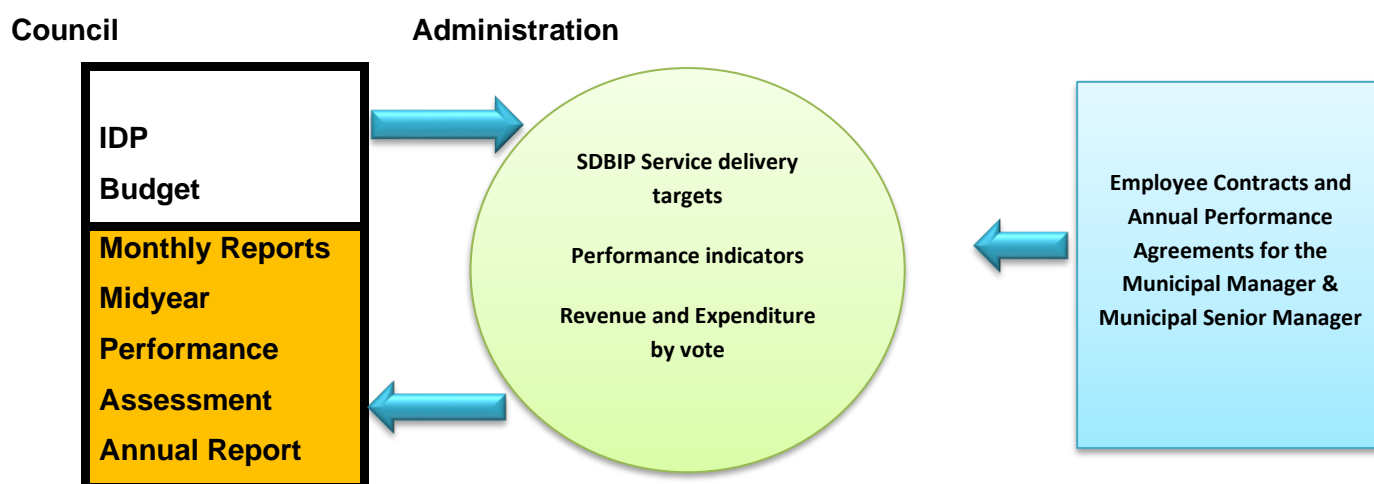 Council
Administration
IDP
Budget
Monthly Reports
Midyear
Performance
Assessment
Annual Report
SDBIP Service delivery
targets
Performance indicators
Revenue and Expenditure
by vote
Employee Contracts and
Annual Performance
Agreements for the
Municipal Manager &
Municipal Senior Manager